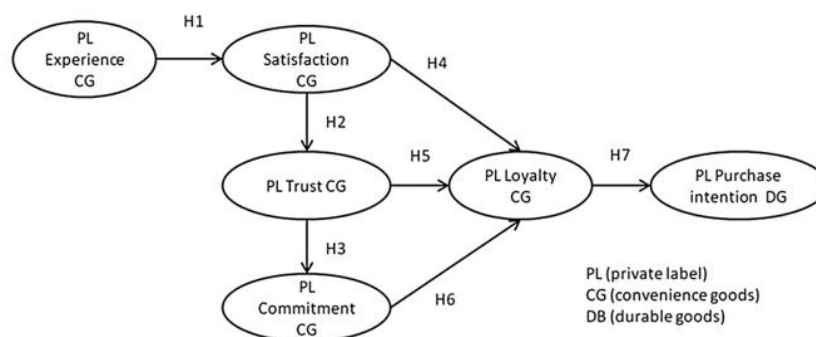 H1
PL
Experience
CG
PL
Satisfaction
CG
H4
H2
PL Trust CG
H5
PL Loyalty
CG
H7
PL Purchase
intention DG
H3
PL
Commitment
CG
H6
PL (private label)
CG (convenience goods)
DB (durable goods)